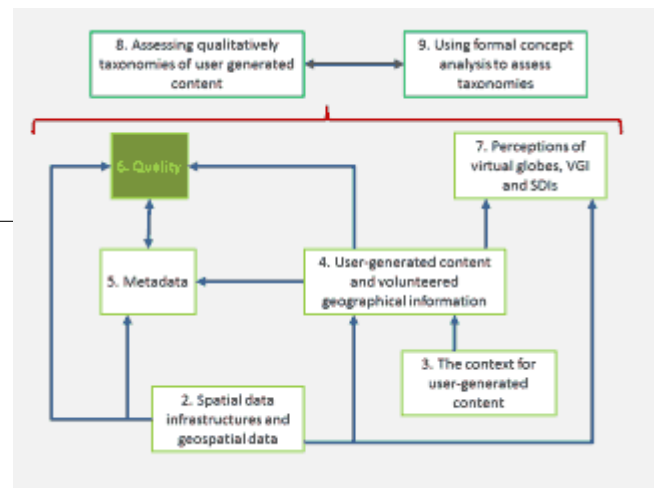 8. Assessing qualitatively
taxonomies of user generated
content
9. Using formal concept
analysis to assess
taxonomies
6. Quality
7. Perceptions of
virtual globes, VGI
and SDIs
5. Metadata
4. User-generated content
and volunteered
geographical information
3. The context for
user-generated
content
2. Spatial data
infrastructures and
geospatial data